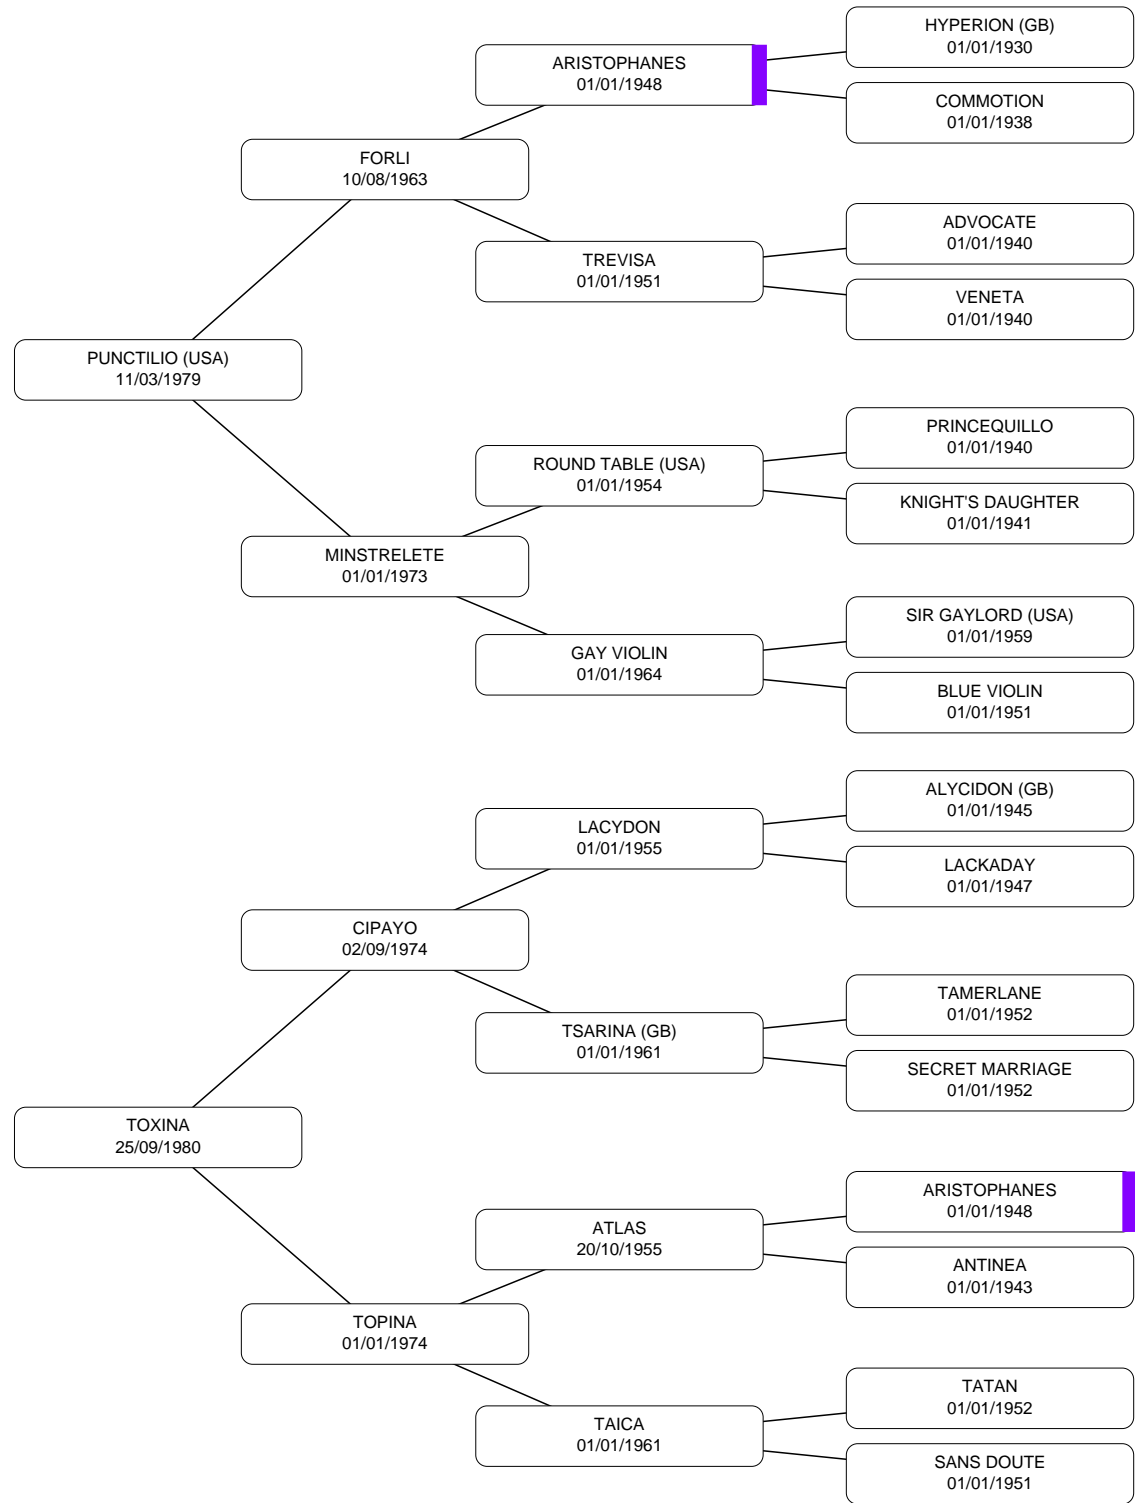 HYPERION (GB)
01/01/1930
ARISTOPHANES
01/01/1948
COMMOTION
01/01/1938
FORLI
10/08/1963
ADVOCATE
01/01/1940
TREVISA
01/01/1951
VENETA
01/01/1940
PUNCTILIO (USA)
11/03/1979
PRINCEQUILLO
01/01/1940
ROUND TABLE (USA)
01/01/1954
KNIGHT'S DAUGHTER
01/01/1941
MINSTRELETE
01/01/1973
SIR GAYLORD (USA)
01/01/1959
GAY VIOLIN
01/01/1964
BLUE VIOLIN
01/01/1951
ALYCIDON (GB)
01/01/1945
LACYDON
01/01/1955
LACKADAY
01/01/1947
CIPAYO
02/09/1974
TAMERLANE
01/01/1952
TSARINA (GB)
01/01/1961
SECRET MARRIAGE
01/01/1952
TOXINA
25/09/1980
ARISTOPHANES
01/01/1948
ATLAS
20/10/1955
ANTINEA
01/01/1943
TOPINA
01/01/1974
TATAN
01/01/1952
TAICA
01/01/1961
SANS DOUTE
01/01/1951